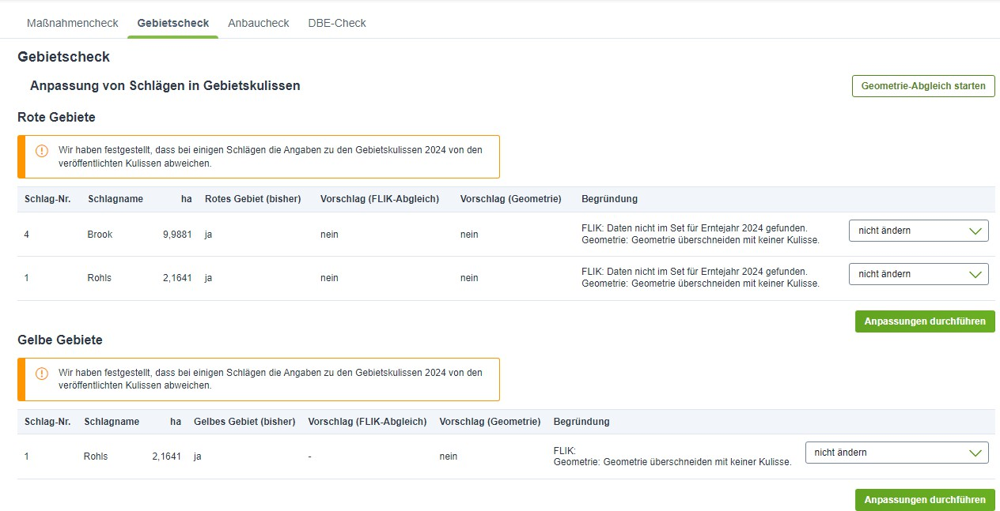 Maßnahmencheck Gebietscheck Anbaucheck DBE-Check
Gebietscheck
Anpassung von Schlägen in Gebietskulissen
Geometrie-Abgleich starten
Rote Gebiete
Wir haben festgestellt, dass bei einigen Schlägen die Angaben zu den Gebietskulissen 2024 von den
veröffentlichten Kulissen abweichen.
Schlag-Nr. Schlagname ha Rotes Gebiet (bisher) Vorschlag (FLIK-Abgleich) Vorschlag (Geometrie) Begründung
4 Brook 9,9881 ja nein nein FLIK: Daten nicht im Set für Erntejahr 2024 gefunden. nicht ändern
Geometrie: Geometrie überschneiden mit keiner Kulisse.
1 Rohls 2,1641 ja nein nein FLIK: Daten nicht im Set für Erntejahr 2024 gefunden. nicht ändern
Geometrie: Geometrie überschneiden mit keiner Kulisse.
Anpassungen durchführen
Gelbe Gebiete
Wir haben festgestellt, dass bei einigen Schlägen die Angaben zu den Gebietskulissen 2024 von den
veröffentlichten Kulissen abweichen.
Schlag-Nr. Schlagname ha Gelbes Gebiet (bisher) Vorschlag (FLIK-Abgleich) Vorschlag (Geometrie) Begründung
1 Rohls 2,1641 ja - nein FLIK: nicht ändern
Geometrie: Geometrie überschneiden mit keiner Kulisse.
Anpassungen durchführen